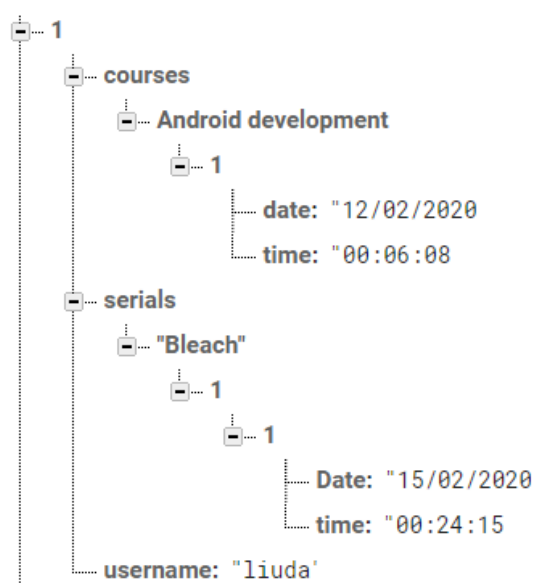 1
courses
Android development
1
date: "12/02/2020
time: "00:06:08
serials
"Bleach"
1
1
Date: "15/02/2020
time: "00:24:15
username: "liuda'